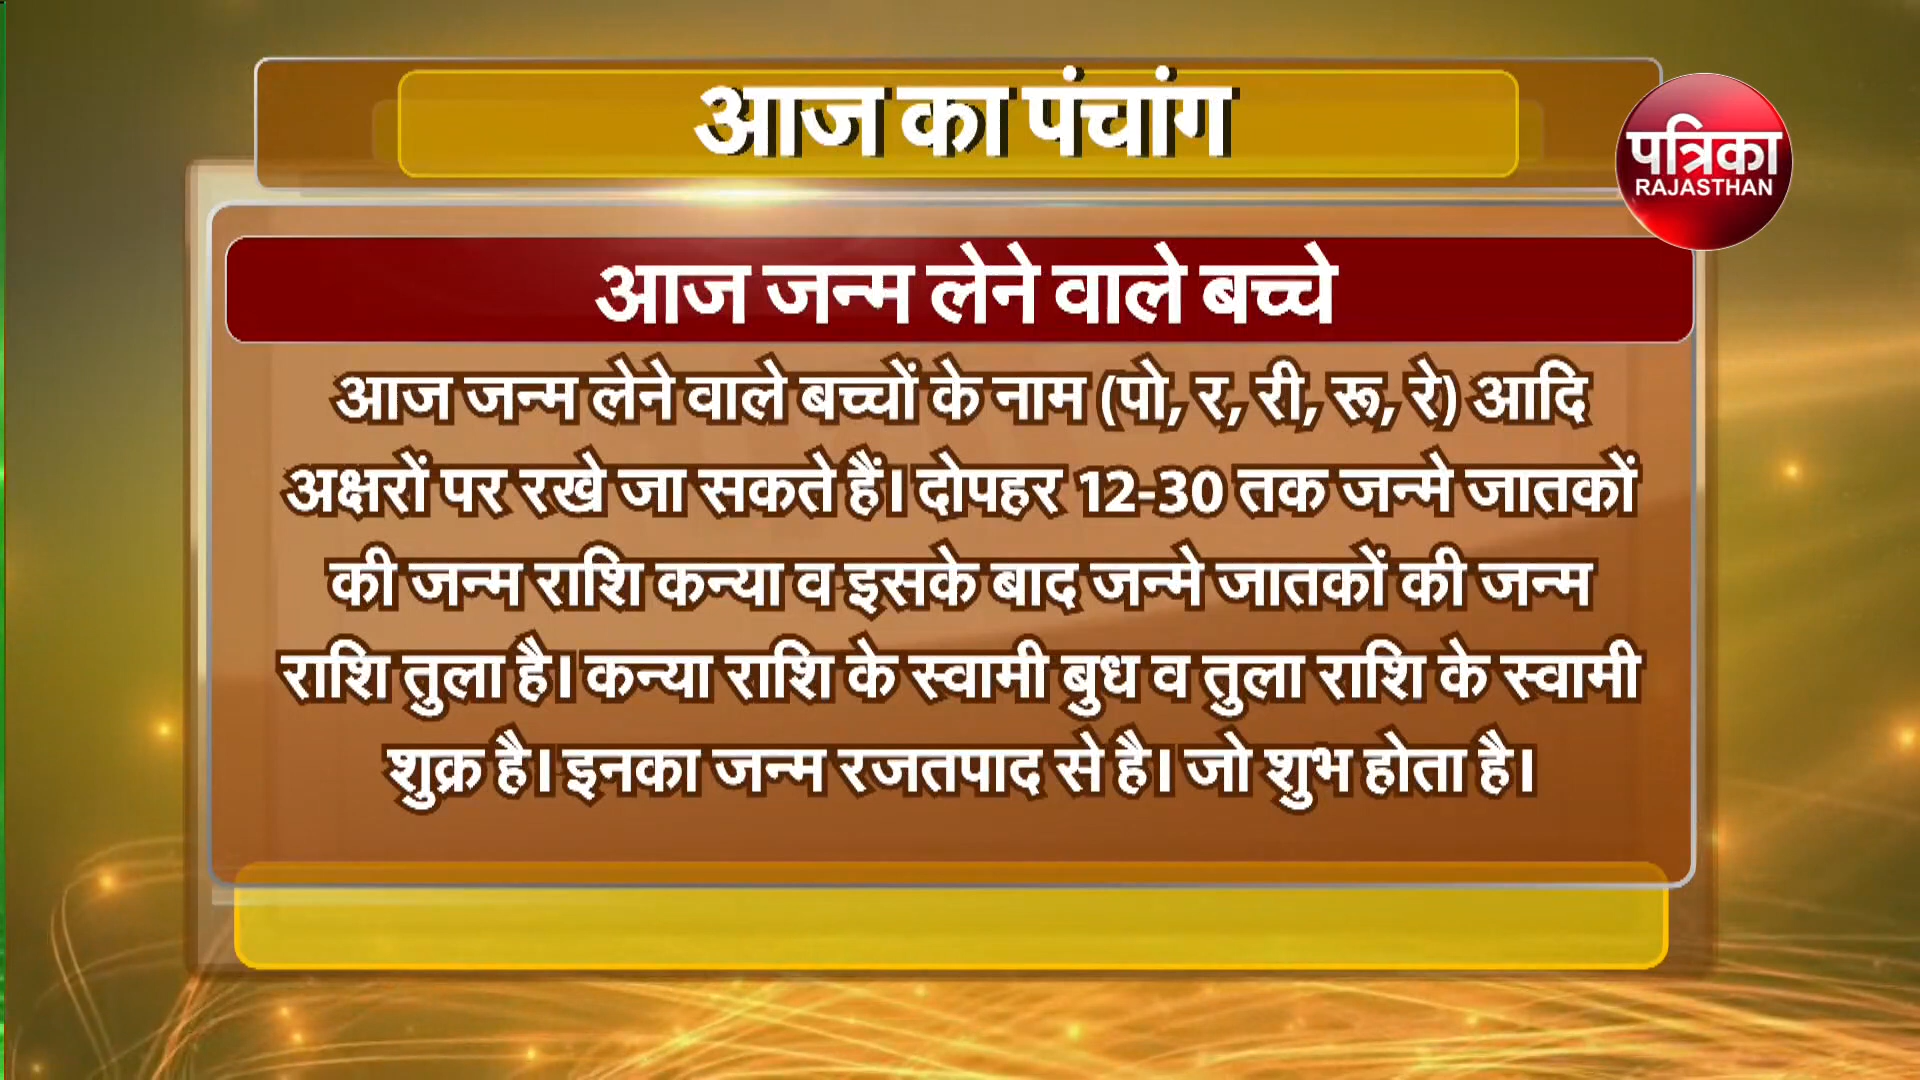 आज का पंचांग
पत्रिका
RAJASTHAN
आज जन्म लेने वाले बच्चे
आज जन्म लेने वाले बच्चों के नाम (पो, र, री, रू, रे) आदि
अक्षरों पर रखे जा सकते हैं। दोपहर 12-30 तक जन्मे जातकों
की जन्म राशि कन्या व इसके बाद जन्मे जातकों की जन्म
राशि तुला है। कन्या राशि के स्वामी बुध व तुला राशि के स्वामी
शुक्र है। इनका जन्म रजतपाद से है। जो शुभ होता है।